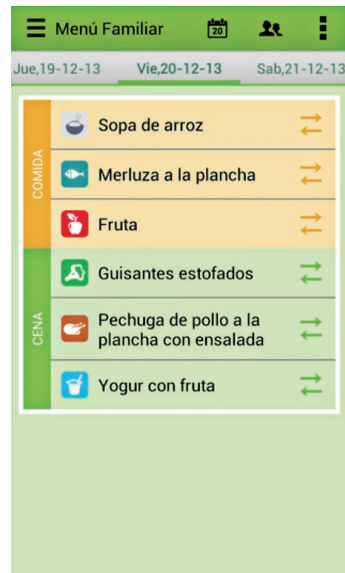 Menú Familiar
20
Jue,19-12-13 Vie,20-12-13 Sab,21-12-13
COMIDA
Sopa de arroz
Merluza a la plancha
Fruta
CENA
Guisantes estofados
Pechuga de pollo a la
plancha con ensalada
Yogur con fruta